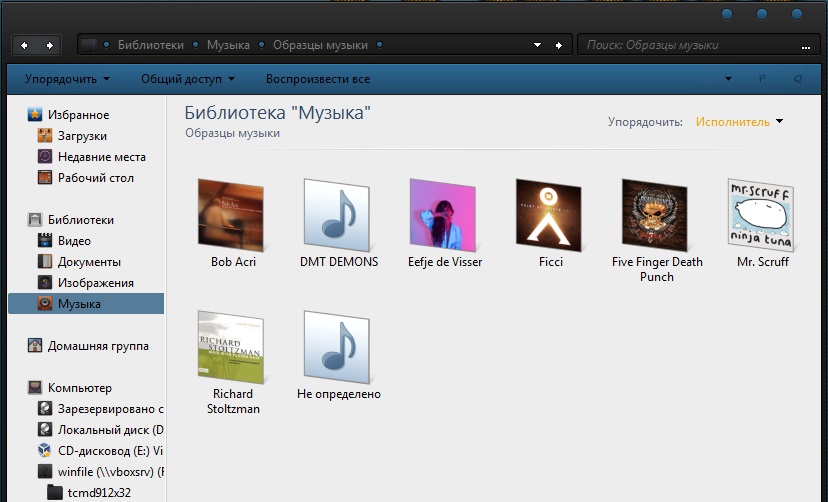 Библиотеки Музыка Образцы музыки
Поиск: Образцы музыки
Упорядочить Общий доступ Воспроизвести все
Избранное
Загрузки
Недавние места
Рабочий стол
Библиотеки
Видео
Документы
Изображения
Музыка
Домашняя группа
Компьютер
Зарезервировано с
Локальный диск (D
CD-дисковод (E:) Vi
winfile (\\vboxsrv) (F
tcmd912x32
Библиотека "Музыка"
Образцы музыки
Упорядочить: Исполнитель
mr.scruff
ninja tuna
Bob Acri
DMT DEMONS
Eefje de Visser
Ficci
Five Finger Death
Punch
Mr. Scruff
RICHARD
STOLTZMAN
Richard
Stoltzman
Не определено